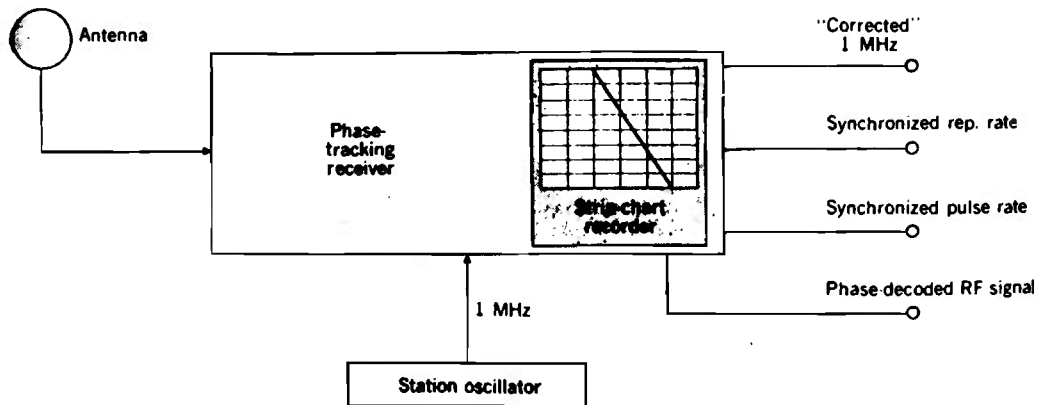 Antenna
"Corrected"
1 MHz
Phase-
tracking
receiver
Synchronized rep. rate
Strip-chart
recorder
Synchronized pulse rate
Phase-decoded RF signal
1 MHz
Station oscillator